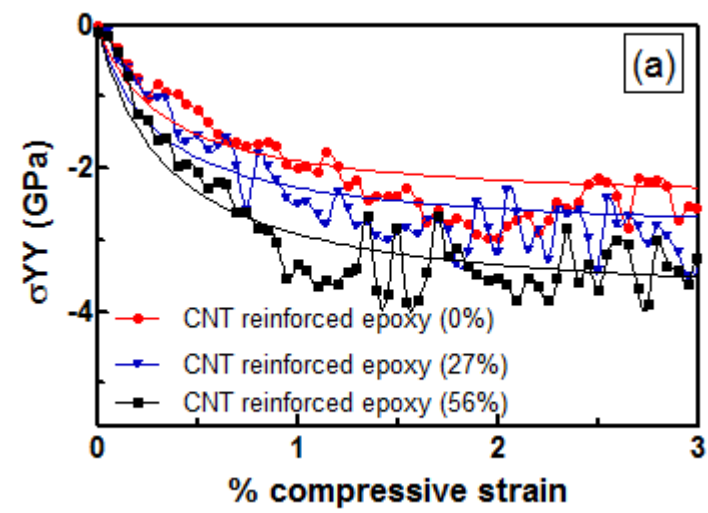 0
(a)
-2
-4
σYY (GPa)
CNT reinforced epoxy (0%)
CNT reinforced epoxy (27%)
CNT reinforced epoxy (56%)
0 1 2 3
% compressive strain